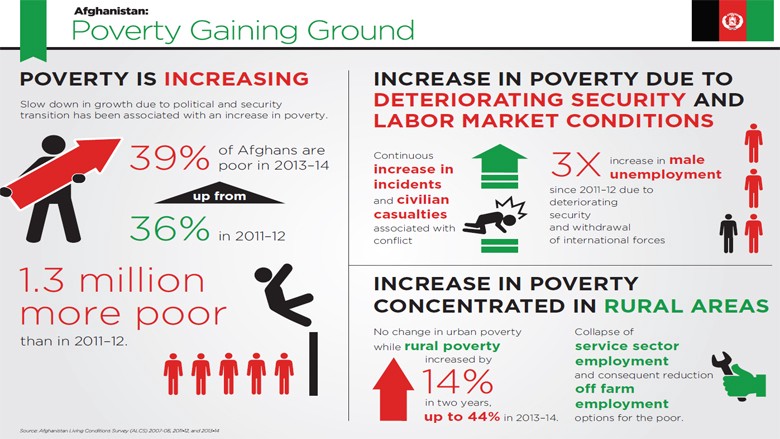 Afghanistan:
Poverty Gaining Ground
POVERTY IS INCREASING
Slow down in growth due to political and security
transition has been associated with an increase in poverty.
39% of Afghans are
poor in 2013–14
up from
36% in 2011–12
1.3 million
more poor
than in 2011–12.
INCREASE IN POVERTY DUE TO
DETERIORATING SECURITY AND
LABOR MARKET CONDITIONS
Continuous
increase in
incidents
and civilian
casualties
associated with
conflict
3X increase in male
unemployment
since 2011–12 due to
deteriorating
security
and withdrawal
of international forces
INCREASE IN POVERTY
CONCENTRATED IN RURAL AREAS
No change in urban poverty
while rural poverty
increased by
14%
in two years,
up to 44% in 2013–14.
Collapse of
service sector
employment
and consequent reduction
off farm
employment
options for the poor.
Source: Afghanistan Living Conditions Survey (ALCS) 2007-08, 2011-12, and 2013-14